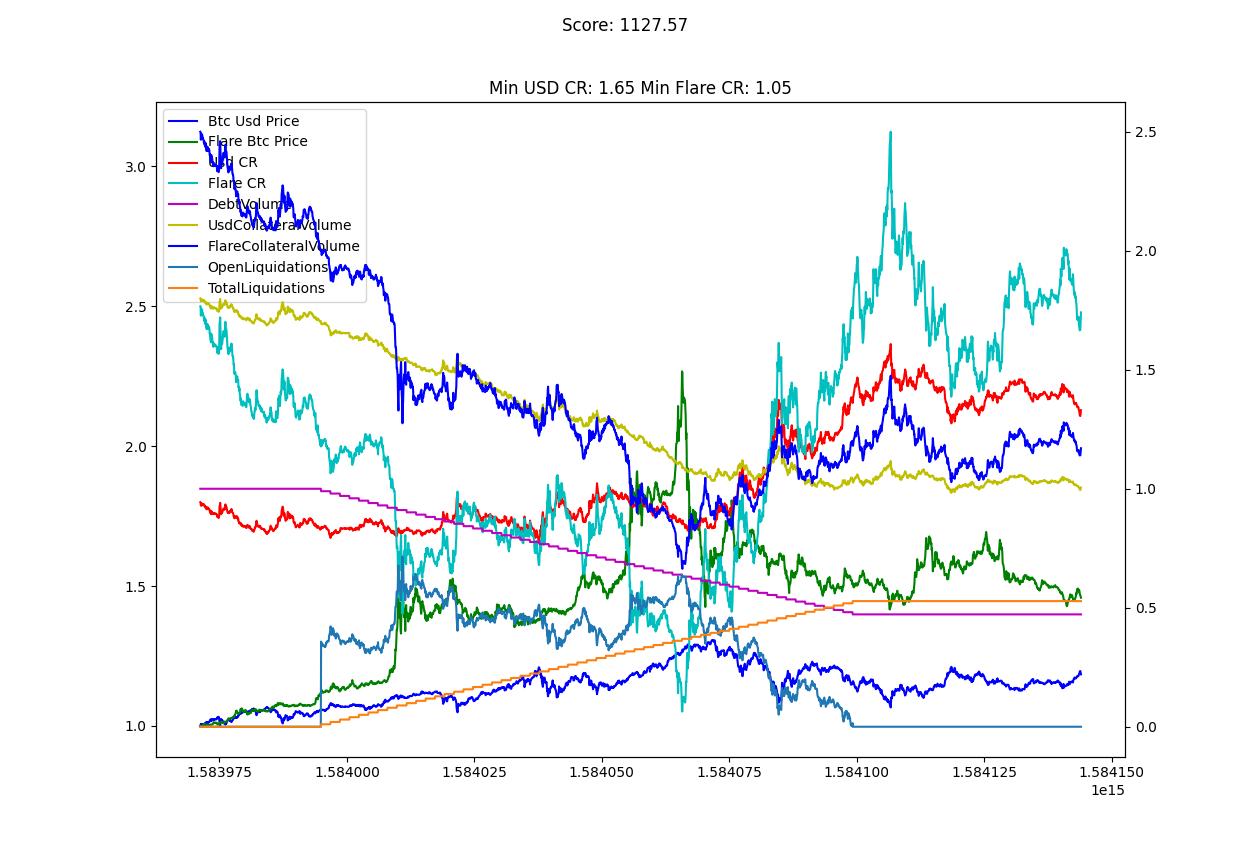 Score: 1127.57
Min USD CR: 1.65 Min Flare CR: 1.05
Btc Usd Price
Flare Btc Price
Usd CR
Flare CR
DebtVolume
UsdCollateralVolume
FlareCollateralVolume
OpenLiquidations
TotalLiquidations
3.0
2.5
2.0
1.5
1.0
2.5
2.0
1.5
1.0
0.5
0.0
1.583975
1.584000
1.584025
1.584050
1.584075
1.584100
1.584125
1.584150
1e15